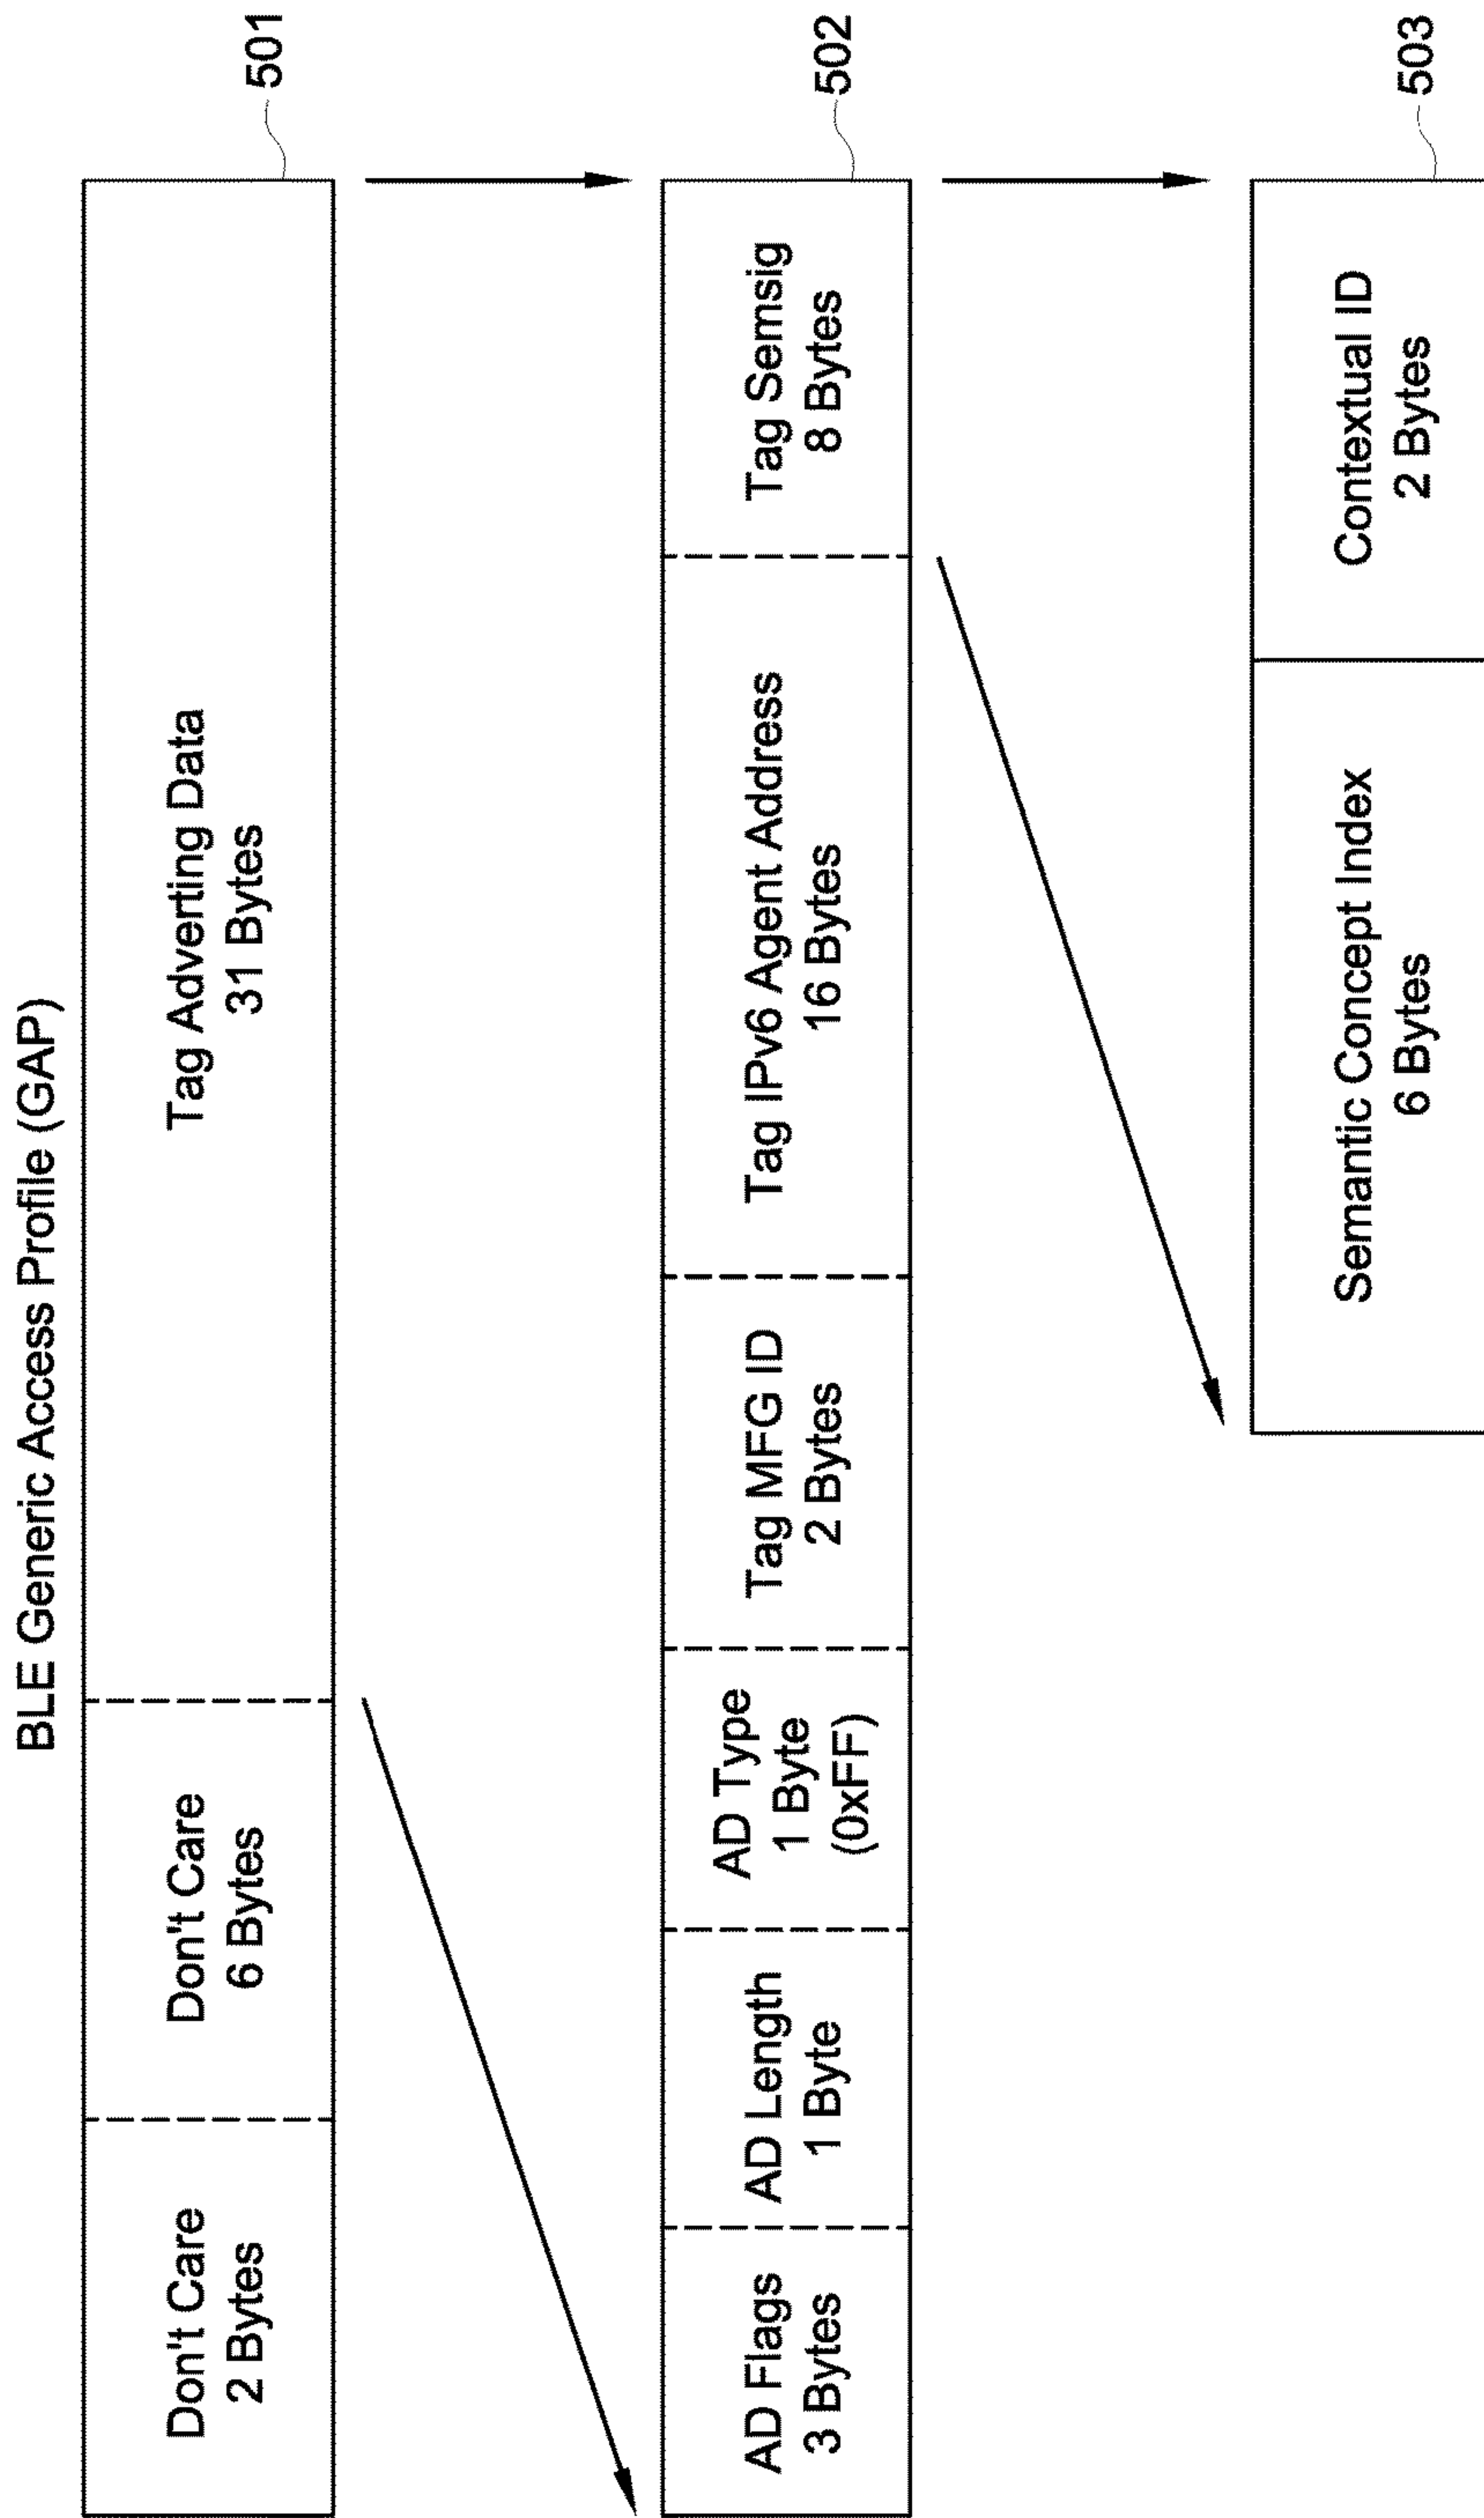 BLE Generic Access Profile (GAP)
Don't Care
2 Bytes
Don't Care
6 Bytes
Tag Adverting Data
31 Bytes
501
AD Flags
3 Bytes
AD Length
1 Byte
AD Type
1 Byte
(0xFF)
Tag MFG ID
2 Bytes
Tag IPv6 Agent Address
16 Bytes
Tag Semsig
8 Bytes
502
Semantic Concept Index
6 Bytes
Contextual ID
2 Bytes
503